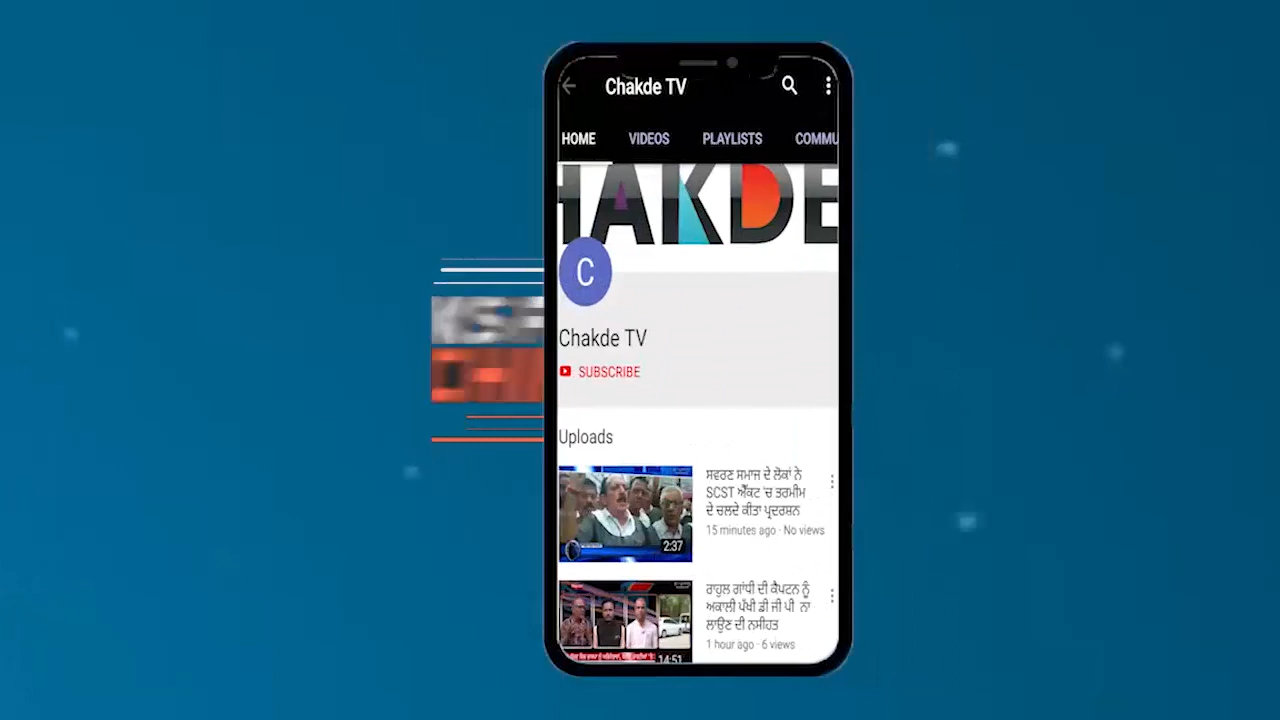 Chakde TV
HOME VIDEOS PLAYLISTS COMMU
HAKDE
C
Chakde TV
SUBSCRIBE
Uploads
ਸਵਰਣ ਸਮਾਜ ਦੇ ਲੋਕਾਂ ਨੇ
SCST ਐਕਟ 'ਚ ਤਰਮੀਮ
ਦੇ ਚਲਦੇ ਕੀਤਾ ਪ੍ਰਦਰਸ਼ਨ
15 minutes ago · No views
2:37
ਰਾਹੁਲ ਗਾਂਧੀ ਦੀ ਕੈਪਟਨ ਨੂੰ
ਅਕਾਲੀ ਪੱਖੀ ਡੀ ਜੀ ਪੀ ਨਾ
ਲਾਉਣ ਦੀ ਨਸੀਹਤ
1 hour ago · 6 views
14:51